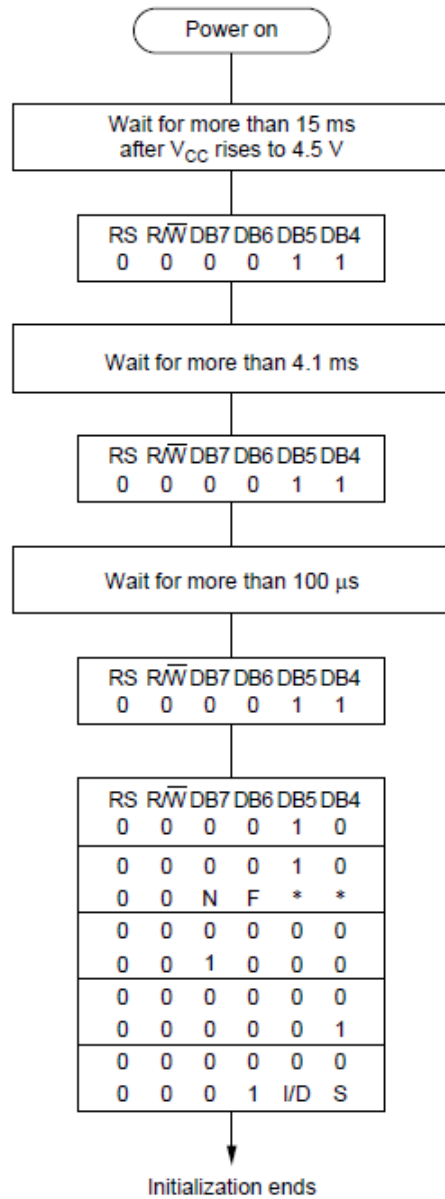 Power on
Wait for more than 15 ms
after VCC rises to 4.5 V
RS R/W̅ DB7 DB6 DB5 DB4
0 0 0 0 1 1
Wait for more than 4.1 ms
RS R/W̅ DB7 DB6 DB5 DB4
0 0 0 0 1 1
Wait for more than 100 μs
RS R/W̅ DB7 DB6 DB5 DB4
0 0 0 0 1 1
RS R/W̅ DB7 DB6 DB5 DB4
0 0 0 0 1 0
0 0 0 0 1 0
0 0 N F * *
0 0 0 0 0 0
0 0 1 0 0 0
0 0 0 0 0 0
0 0 0 0 0 1
0 0 0 0 0 0
0 0 0 1 I/D S
Initialization ends